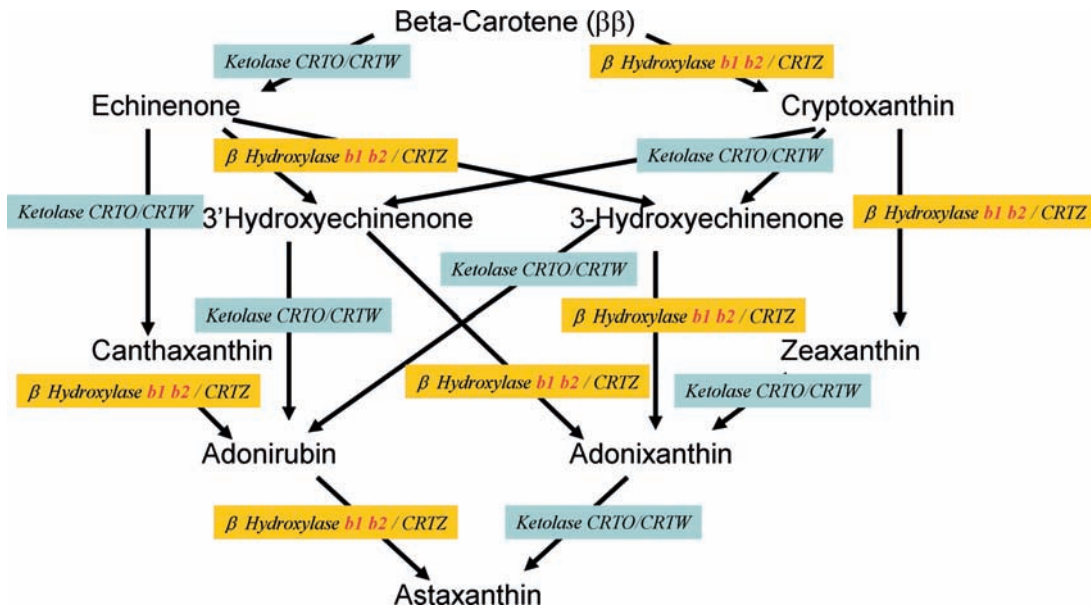 Beta-Carotene (ββ)
Ketolase CRTO/CRTW
β Hydroxylase b1 b2 / CRTZ
Echinenone
Cryptoxanthin
β Hydroxylase b1 b2 / CRTZ
Ketolase CRTO/CRTW
Ketolase CRTO/CRTW
3'Hydroxyechinenone
3-Hydroxyechinenone
β Hydroxylase b1 b2 / CRTZ
Ketolase CRTO/CRTW
Ketolase CRTO/CRTW
β Hydroxylase b1 b2 / CRTZ
Canthaxanthin
Zeaxanthin
β Hydroxylase b1 b2 / CRTZ
β Hydroxylase b1 b2 / CRTZ
Ketolase CRTO/CRTW
Adonirubin
Adonixanthin
β Hydroxylase b1 b2 / CRTZ
Ketolase CRTO/CRTW
Astaxanthin